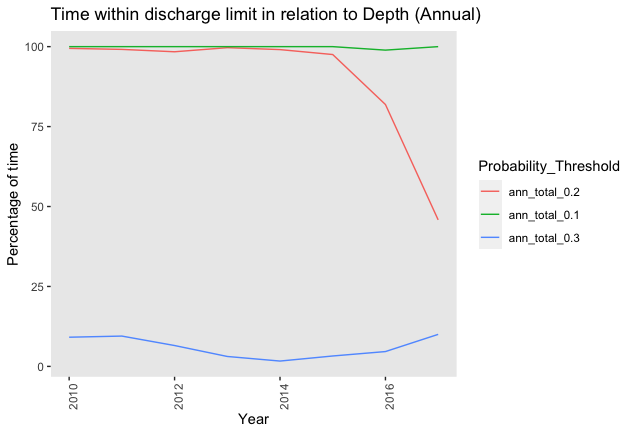 Time within discharge limit in relation to Depth (Annual)
Percentage of time
100
75
50
25
0
2010
2012
2014
2016
Year
Probability_Threshold
ann_total_0.2
ann_total_0.1
ann_total_0.3